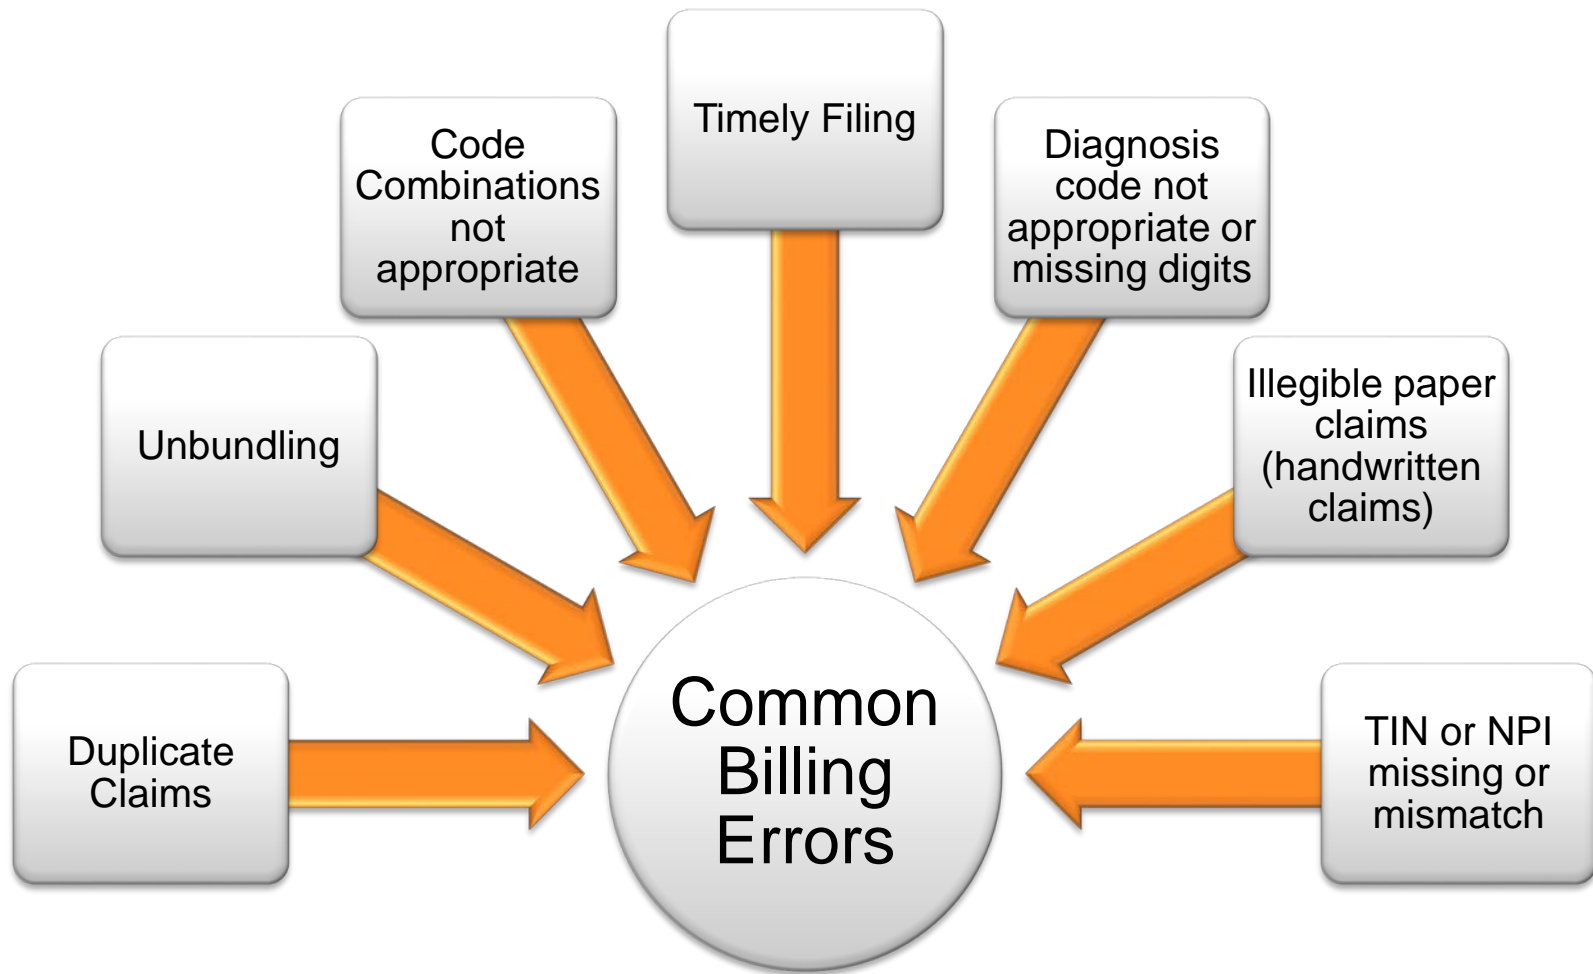 Timely Filing
Code
Combinations
not
appropriate
Diagnosis
code not
appropriate or
missing digits
Unbundling
Illegible paper
claims
(handwritten
claims)
Duplicate
Claims
Common
Billing
Errors
TIN or NPI
missing or
mismatch